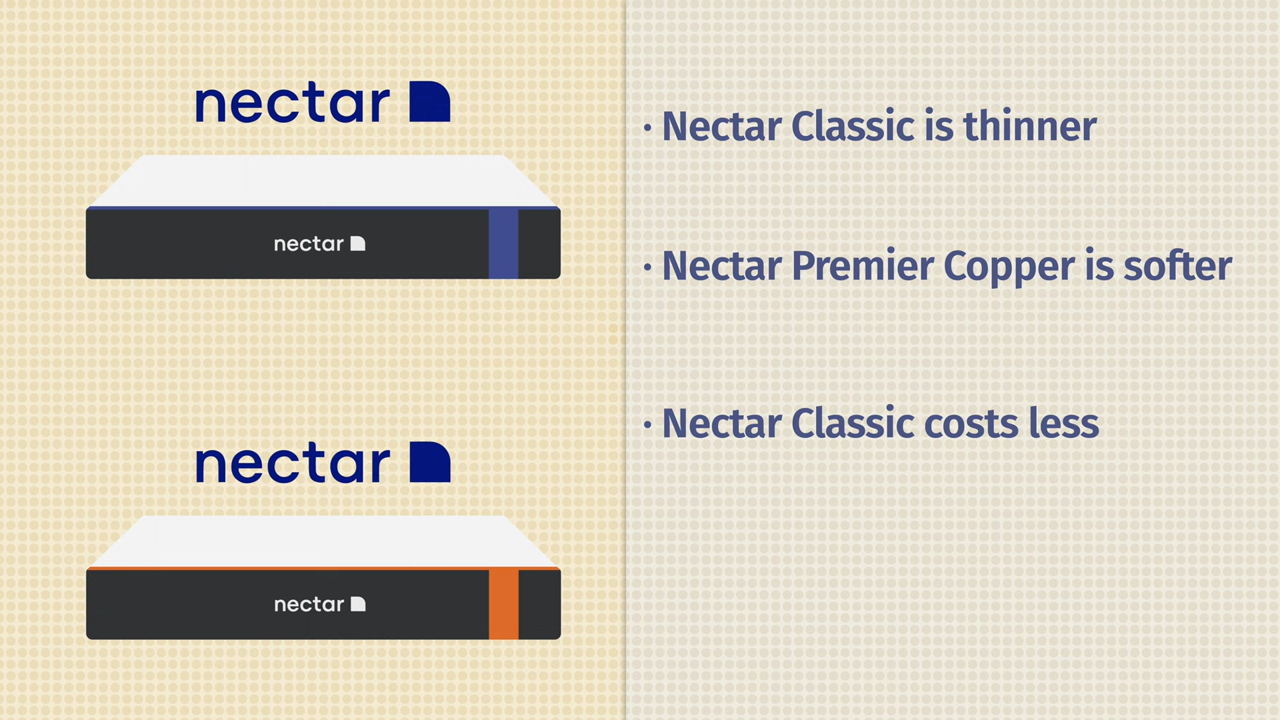 nectar
nectar
nectar
nectar
· Nectar Classic is thinner
· Nectar Premier Copper is softer
· Nectar Classic costs less